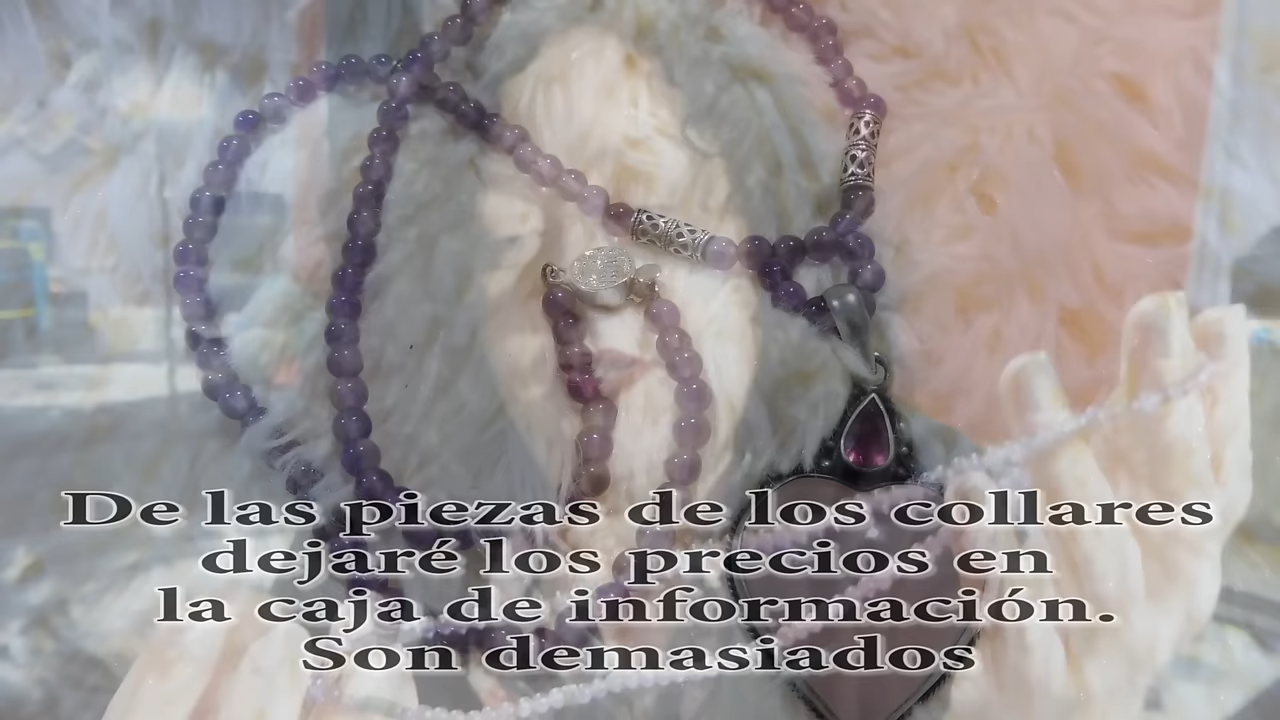 De las piezas de los collares
dejaré los precios en
la caja de información.
Son demasiados